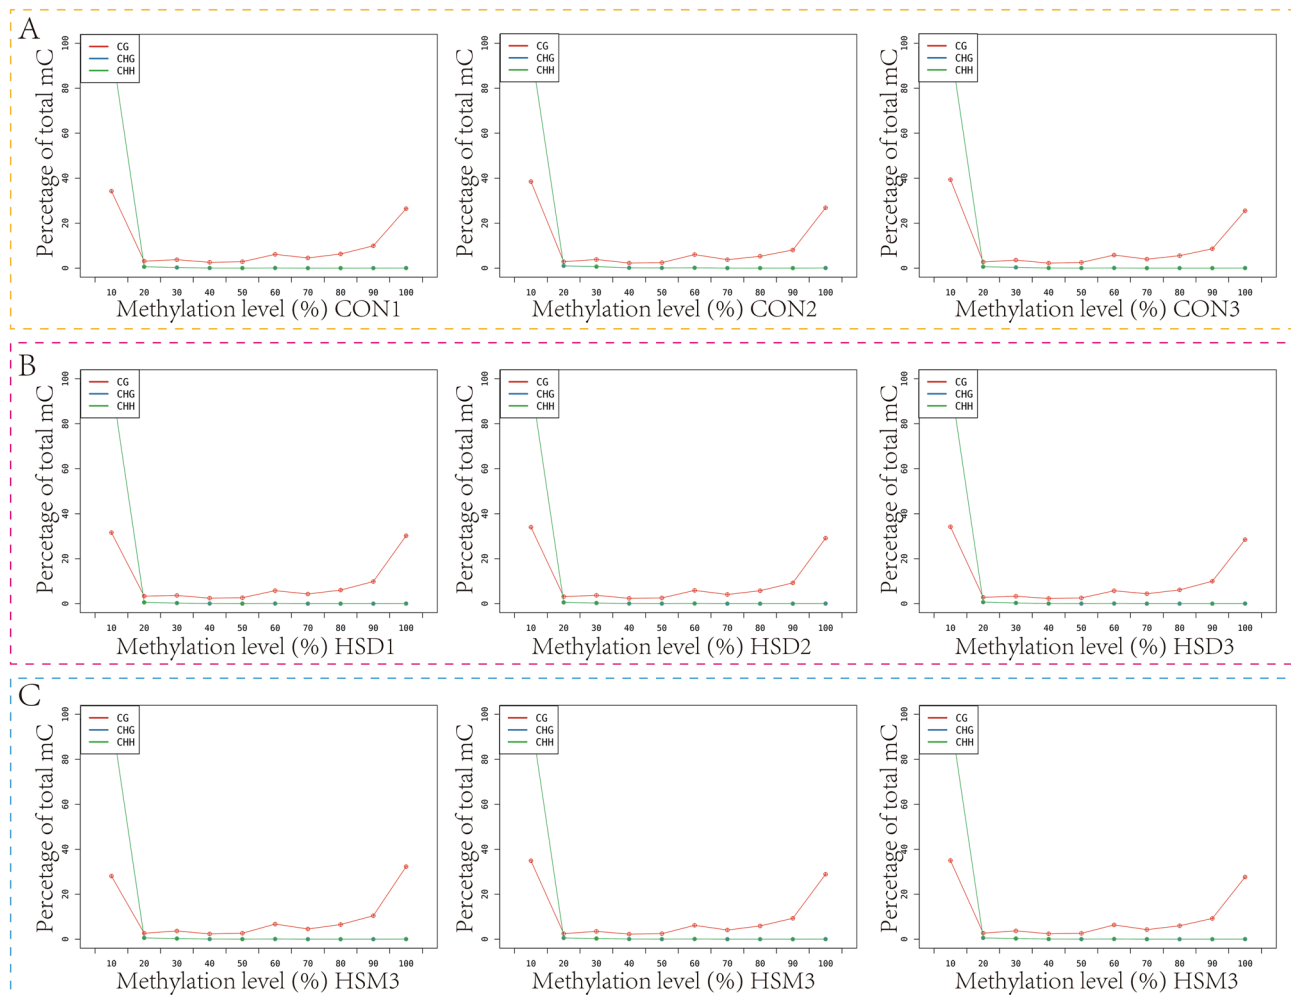 A
CG
CHG
CHH
Percetage of total mC
100
80
60
40
20
0
10 20 30 40 50 60 70 80 90 100
Methylation level (%) CON1
CG
CHG
CHH
Percetage of total mC
100
80
60
40
20
0
10 20 30 40 50 60 70 80 90 100
Methylation level (%) CON2
CG
CHG
CHH
Percetage of total mC
100
80
60
40
20
0
10 20 30 40 50 60 70 80 90 100
Methylation level (%) CON3
B
CG
CHG
CHH
Percetage of total mC
100
80
60
40
20
0
10 20 30 40 50 60 70 80 90 100
Methylation level (%) HSD1
CG
CHG
CHH
Percetage of total mC
100
80
60
40
20
0
10 20 30 40 50 60 70 80 90 100
Methylation level (%) HSD2
CG
CHG
CHH
Percetage of total mC
100
80
60
40
20
0
10 20 30 40 50 60 70 80 90 100
Methylation level (%) HSD3
C
CG
CHG
CHH
Percetage of total mC
100
80
60
40
20
0
10 20 30 40 50 60 70 80 90 100
Methylation level (%) HSM3
CG
CHG
CHH
Percetage of total mC
100
80
60
40
20
0
10 20 30 40 50 60 70 80 90 100
Methylation level (%) HSM3
CG
CHG
CHH
Percetage of total mC
100
80
60
40
20
0
10 20 30 40 50 60 70 80 90 100
Methylation level (%) HSM3